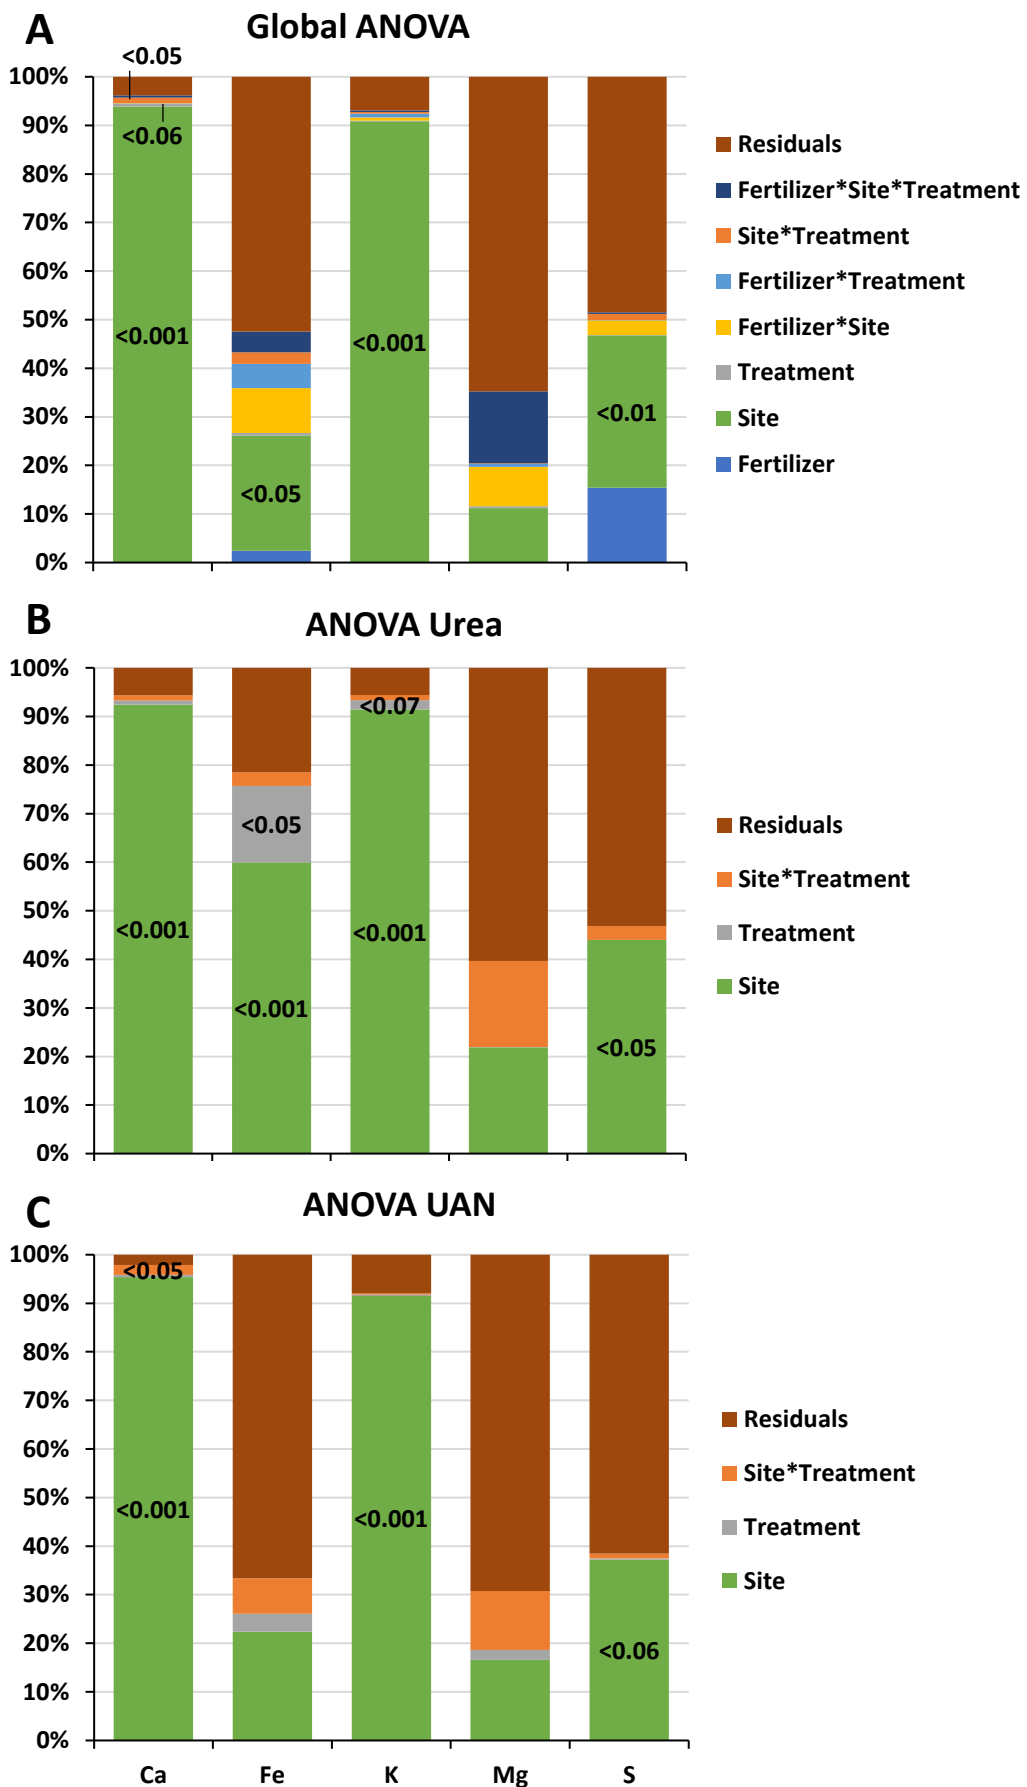 A
Global ANOVA
<0.05
100%
90%
80%
70%
60%
50%
40%
30%
20%
10%
0%
<0.06
<0.001
<0.05
<0.001
<0.01
Residuals
Fertilizer*Site*Treatment
Site*Treatment
Fertilizer*Treatment
Fertilizer*Site
Treatment
Site
Fertilizer
B
ANOVA Urea
100%
90%
80%
70%
60%
50%
40%
30%
20%
10%
0%
<0.001
<0.05
<0.001
<0.07
<0.001
<0.05
Residuals
Site*Treatment
Treatment
Site
C
ANOVA UAN
100%
90%
80%
70%
60%
50%
40%
30%
20%
10%
0%
<0.05
<0.001
<0.001
<0.06
Residuals
Site*Treatment
Treatment
Site
Ca Fe K Mg S